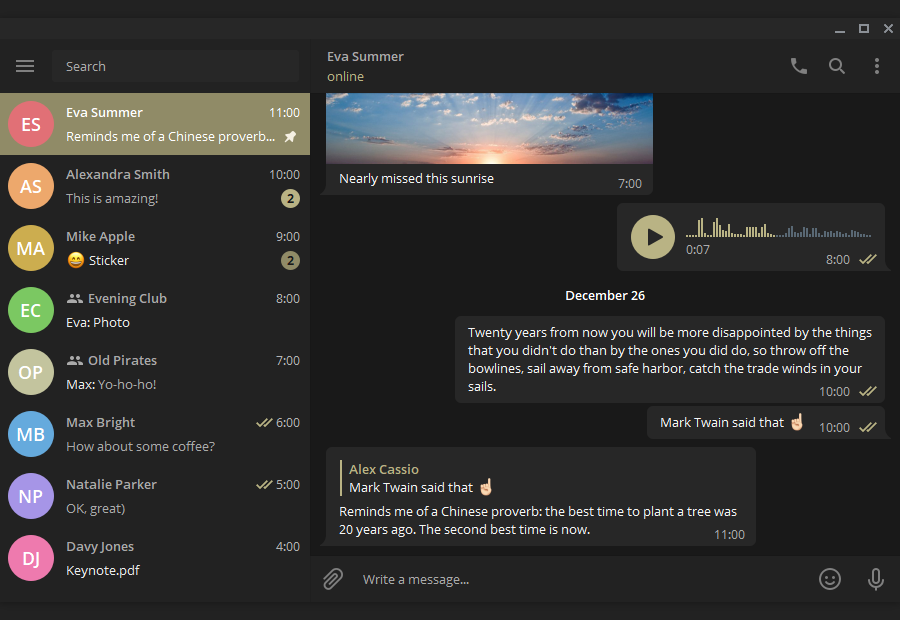 Search
ES
Eva Summer 11:00
Reminds me of a Chinese proverb...
AS
Alexandra Smith 10:00
This is amazing! 2
MA
Mike Apple 9:00
😄 Sticker 2
EC
Evening Club 8:00
Eva: Photo
OP
Old Pirates 7:00
Max: Yo-ho-ho!
MB
Max Bright 6:00
How about some coffee?
NP
Natalie Parker 5:00
OK, great)
DJ
Davy Jones 4:00
Keynote.pdf
Eva Summer
online
Nearly missed this sunrise
7:00
0:07
8:00
December 26
Twenty years from now you will be more disappointed by the things
that you didn't do than by the ones you did do, so throw off the
bowlines, sail away from safe harbor, catch the trade winds in your
sails.
10:00
Mark Twain said that ☝🏻 10:00
Alex Cassio
Mark Twain said that ☝🏻
Reminds me of a Chinese proverb: the best time to plant a tree was
20 years ago. The second best time is now.
11:00
Write a message...